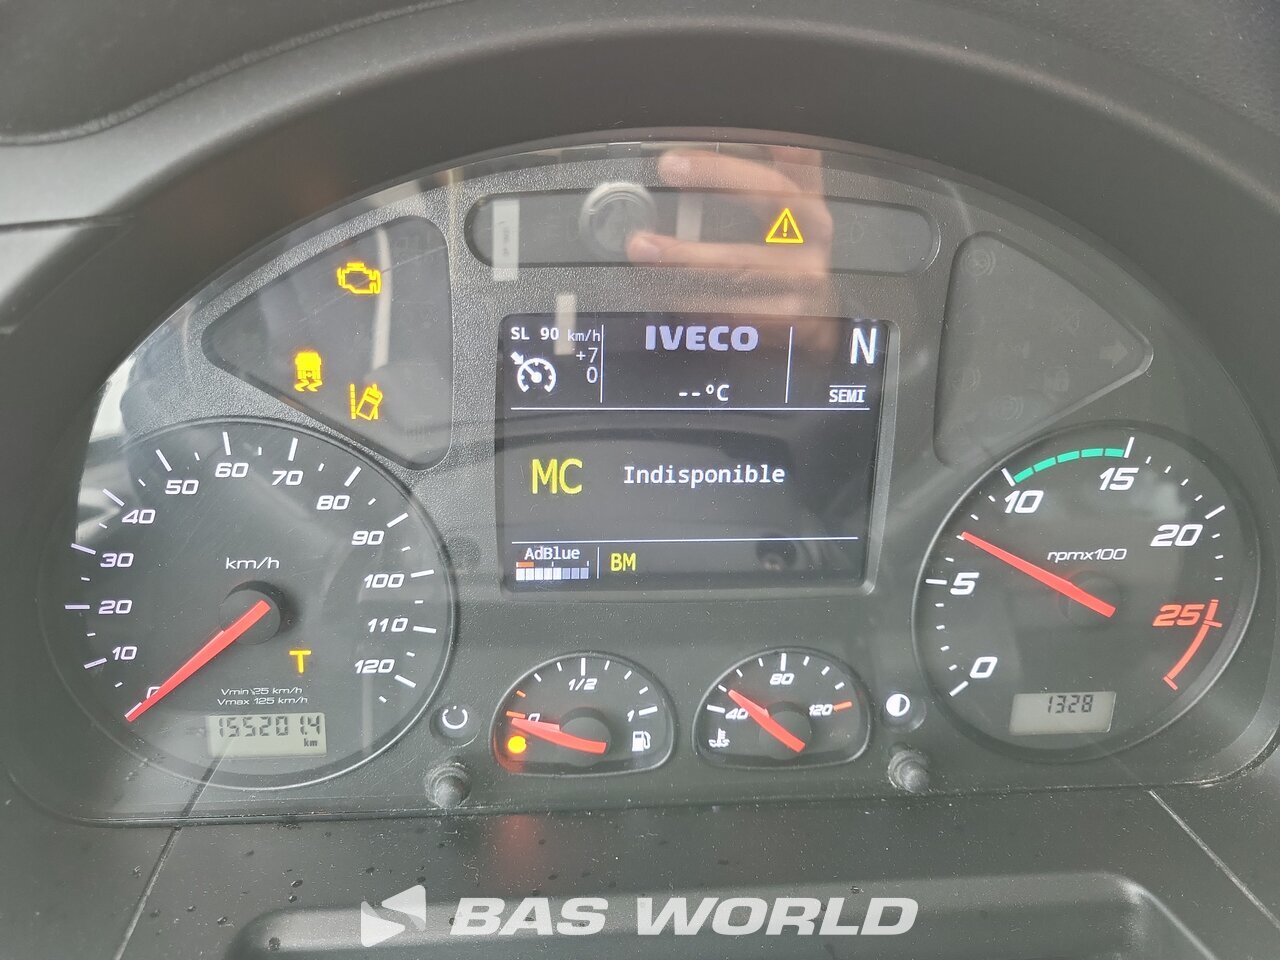 SL 90 km/h
+7
0
IVECO
--°C
N
SEMI
MC Indisponible
AdBlue
BM
0
10
20
30
40
50
60
70
80
90
100
110
120
km/h
T
Vmin 25 km/h
Vmax 125 km/h
155201.4
km
0
1/2
1
40
80
120
0
5
10
15
20
25
rpmx100
1328
BAS WORLD